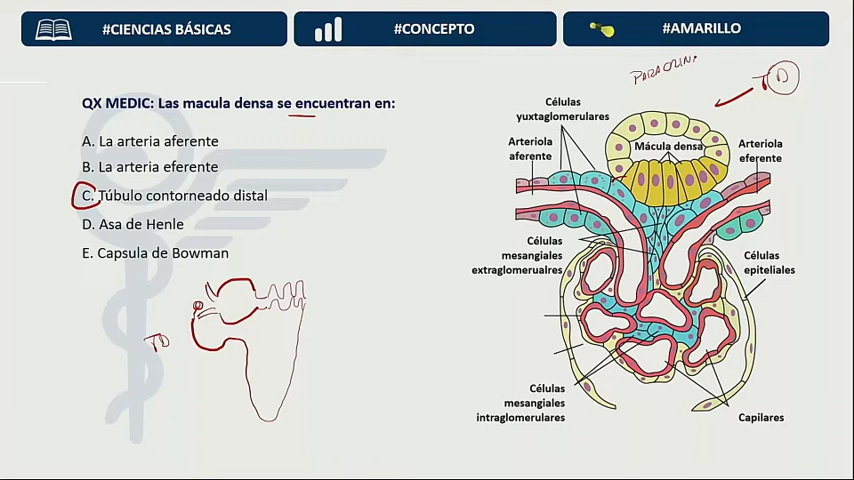 #CIENCIAS BÁSICAS
#CONCEPTO
#AMARILLO
PARACRIN
TD
QX MEDIC: Las macula densa se encuentran en:
A. La arteria aferente
B. La arteria eferente
C. Túbulo contorneado distal
D. Asa de Henle
E. Capsula de Bowman
TD
Células
yuxtaglomerulares
Arteriola
aferente
Mácula densa
Arteriola
eferente
Células
mesangiales
extraglomeruales
Células
epiteliales
Células
mesangiales
intraglomerulares
Capilares